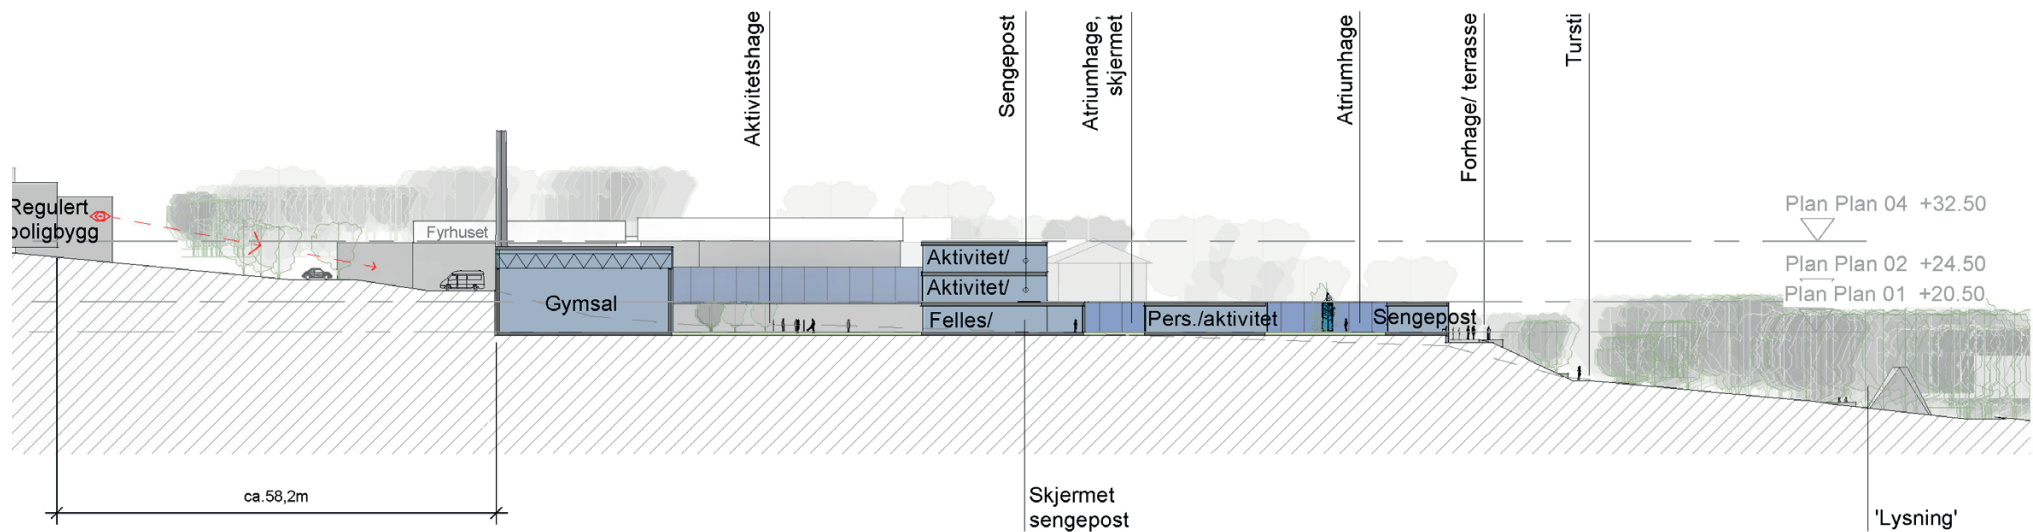 Aktivitetshage
Sengepost
Atriumhage,
skjermet
Atriumhage
Forhage/ terrasse
Tursti
Regulert
boligbygg
Fyrhuset
Plan Plan 04 +32.50
Plan Plan 02 +24.50
Plan Plan 01 +20.50
Aktivitet/
Aktivitet/
Gymsal
Felles/
Pers./aktivitet
Sengepost
ca.58,2m
Skjermet
sengepost
'Lysning'